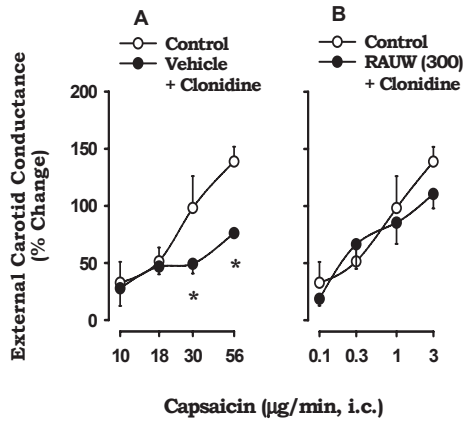 A
Control
Vehicle
+ Clonidine
B
Control
RAUW (300)
+ Clonidine
External Carotid Conductance
(% Change)
200
150
100
50
0
*
*
10 18 30 56
0.1 0.3 1 3
Capsaicin (μg/min, i.c.)